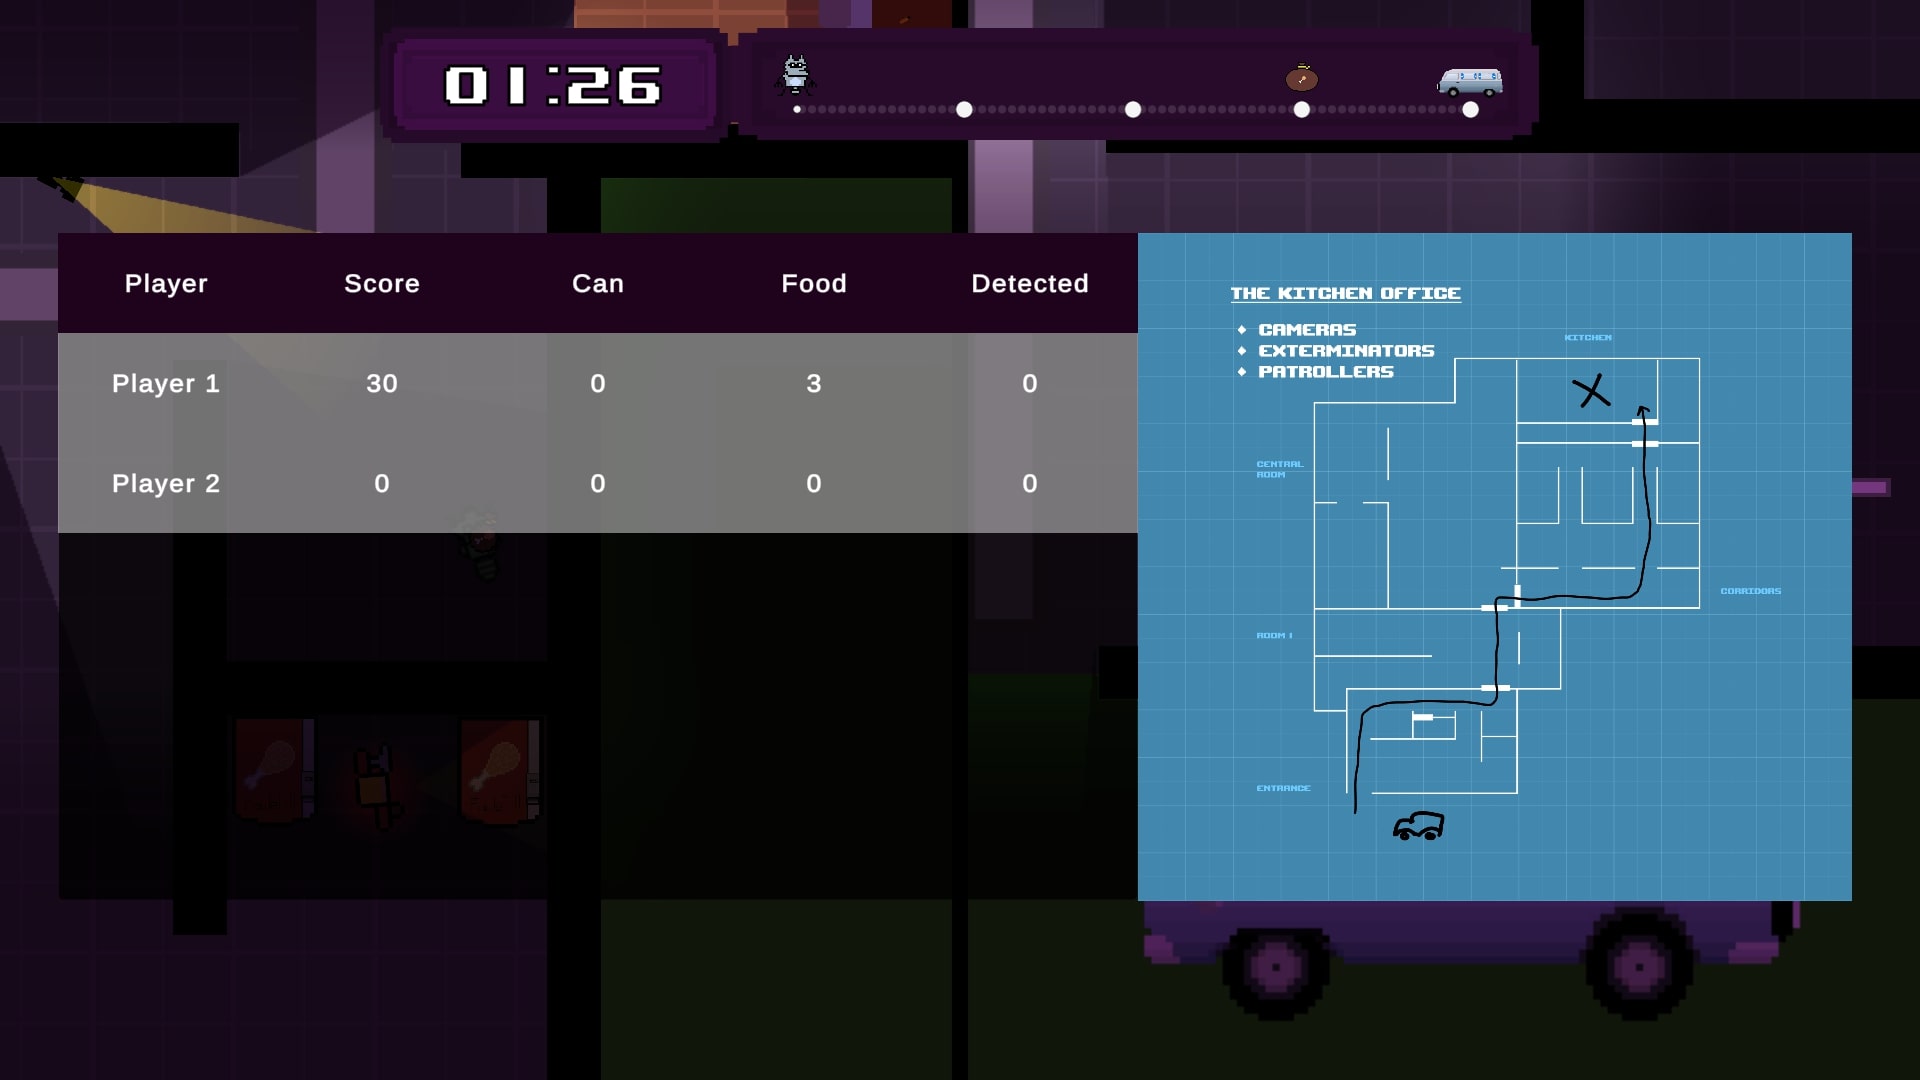 01:26
Player Score Can Food Detected
Player 1 30 0 3 0
Player 2 0 0 0 0
THE KITCHEN OFFICE
CAMERAS
EXTERMINATORS
PATROLLERS
KITCHEN
CENTRAL
ROOM
CORRIDORS
ROOM 1
ENTRANCE